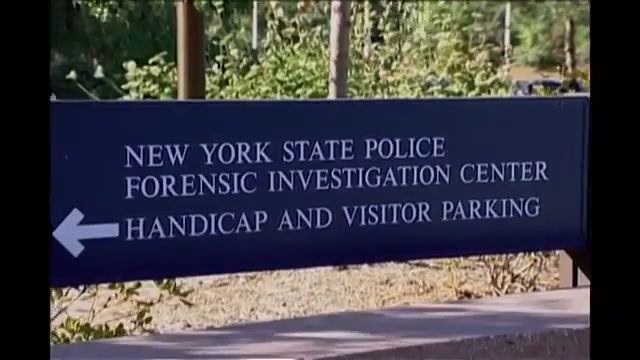 NEW YORK STATE POLICE
FORENSIC INVESTIGATION CENTER
HANDICAP AND VISITOR PARKING